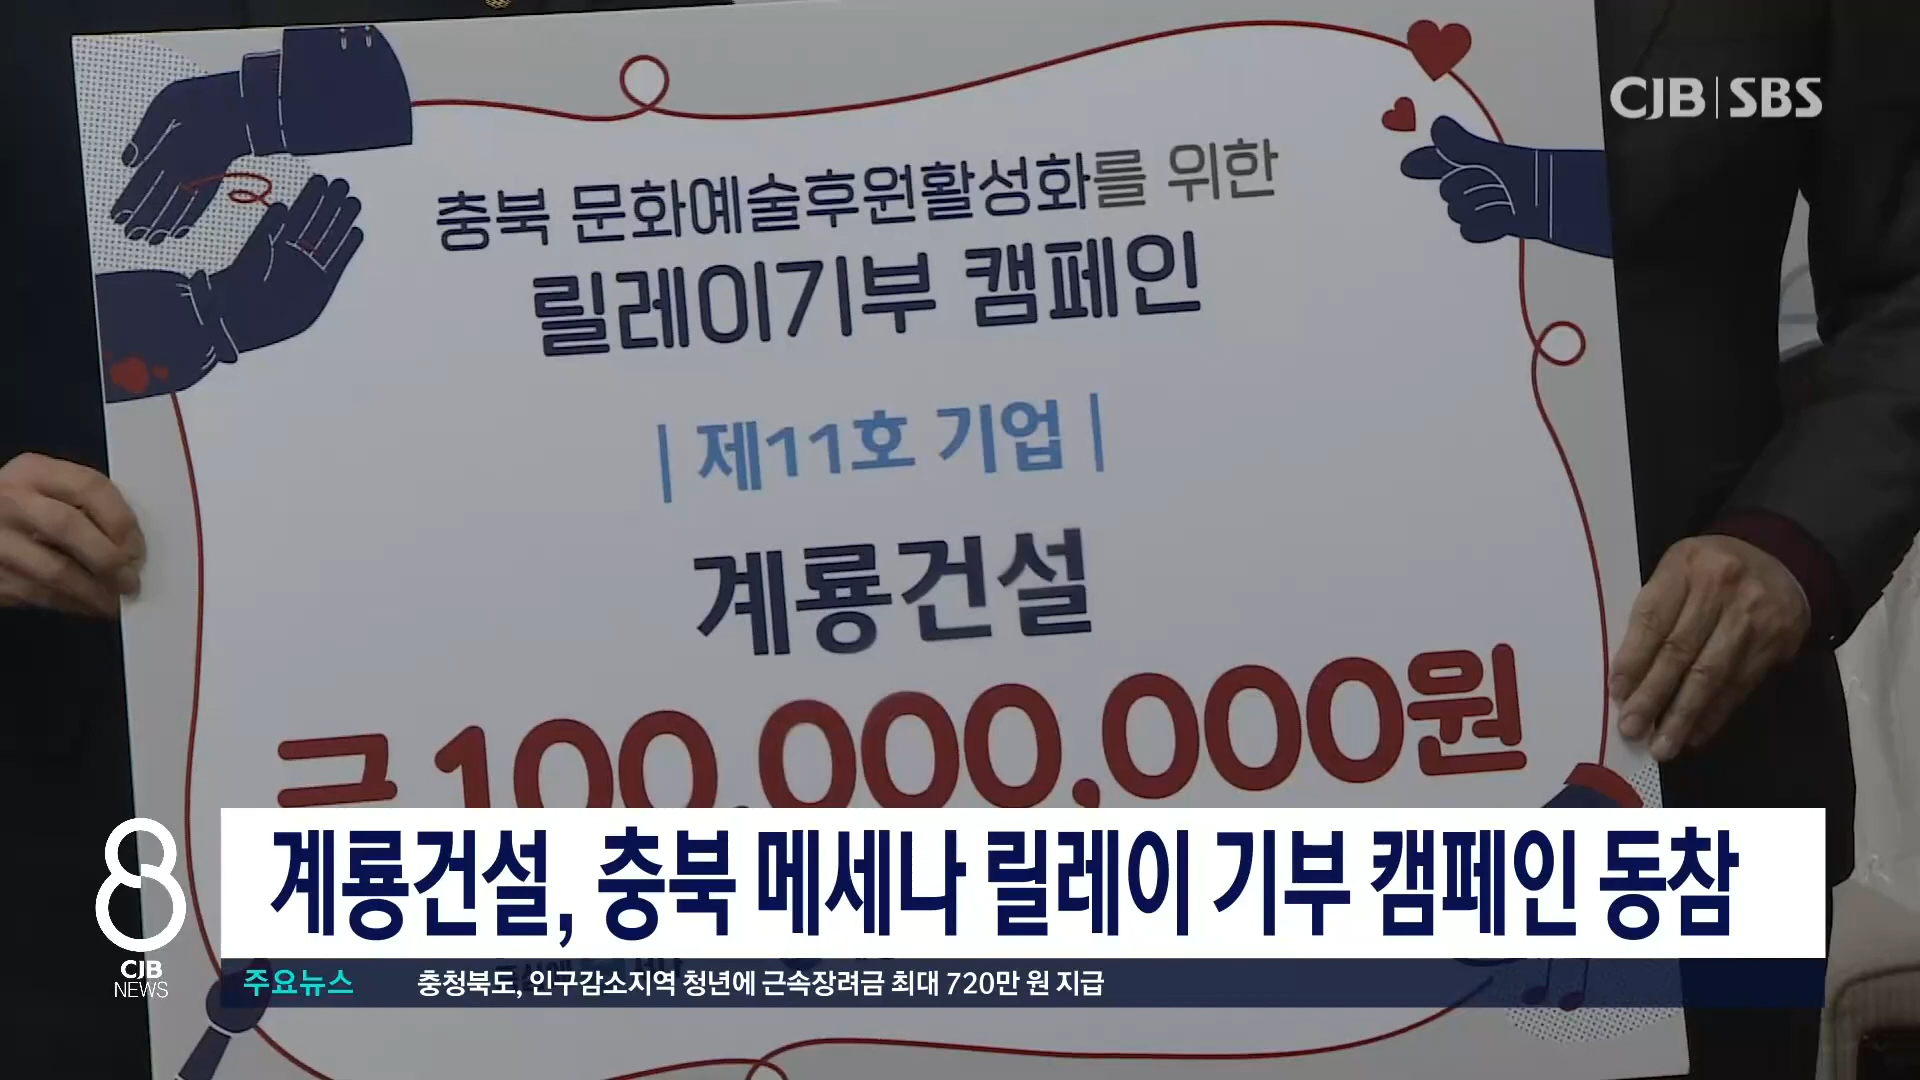 CJB | SBS
충북 문화예술후원활성화를 위한
릴레이기부 캠페인
| 제11호 기업 |
계룡건설
금 100,000,000원
계룡건설, 충북 메세나 릴레이 기부 캠페인 동참
8
CJB
NEWS
주요뉴스 충청북도, 인구감소지역 청년에 근속장려금 최대 720만 원 지급